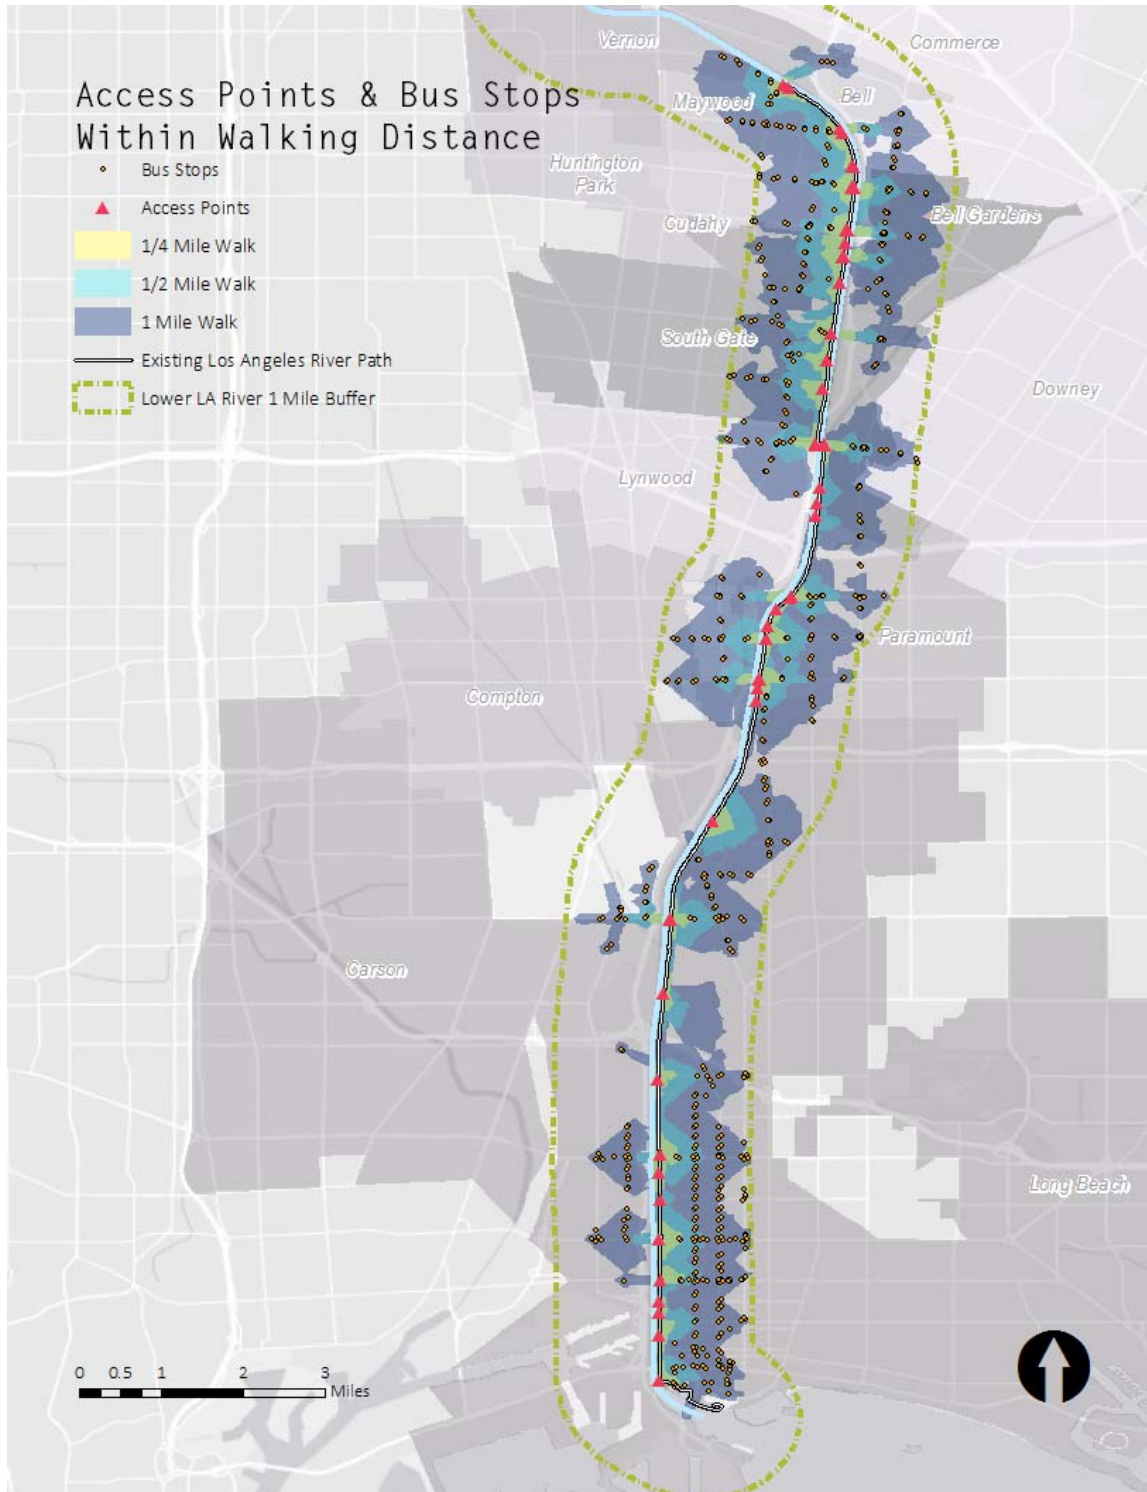 Vernon
Commerce
Access Points & Bus Stops
Within Walking Distance
Maywood
Bell
Bus Stops
Huntington
Park
Access Points
Cudahy
Bell Gardens
1/4 Mile Walk
1/2 Mile Walk
1 Mile Walk
South Gate
Existing Los Angeles River Path
Lower LA River 1 Mile Buffer
Downey
Lynwood
Paramount
Compton
Carson
Long Beach
0 0.5 1 2 3
Miles